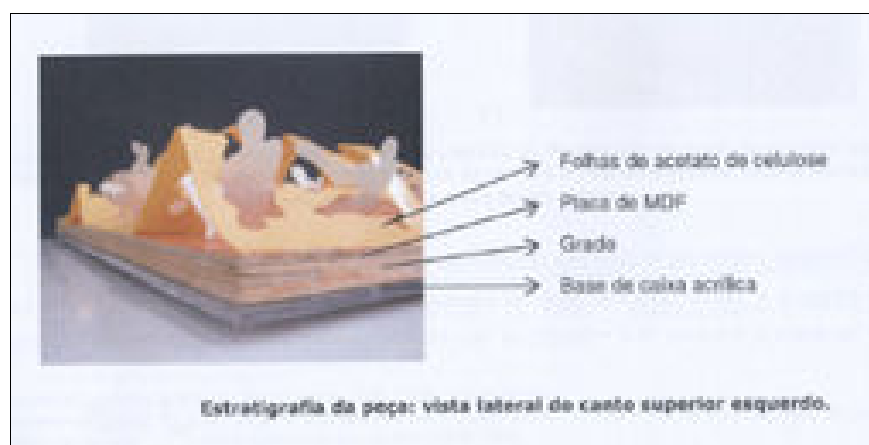 Folhas de acetato de celulose
Placa de MDF
Grade
Base de caixa acrílica
Estratigrafia da peça: vista lateral do canto superior esquerdo.